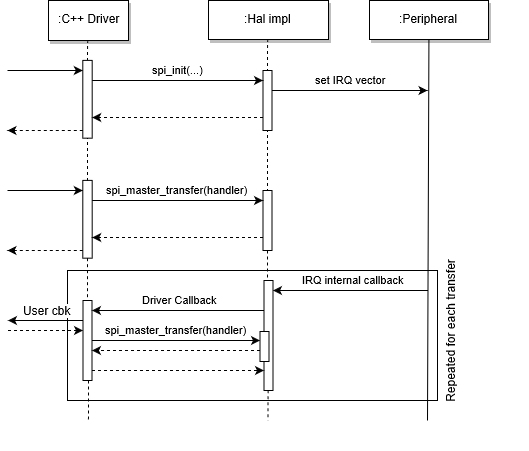 :C++ Driver
:Hal impl
:Peripheral
spi_init(...)
set IRQ vector
spi_master_transfer(handler)
IRQ internal callback
Driver Callback
User cbk
spi_master_transfer(handler)
Repeated for each transfer